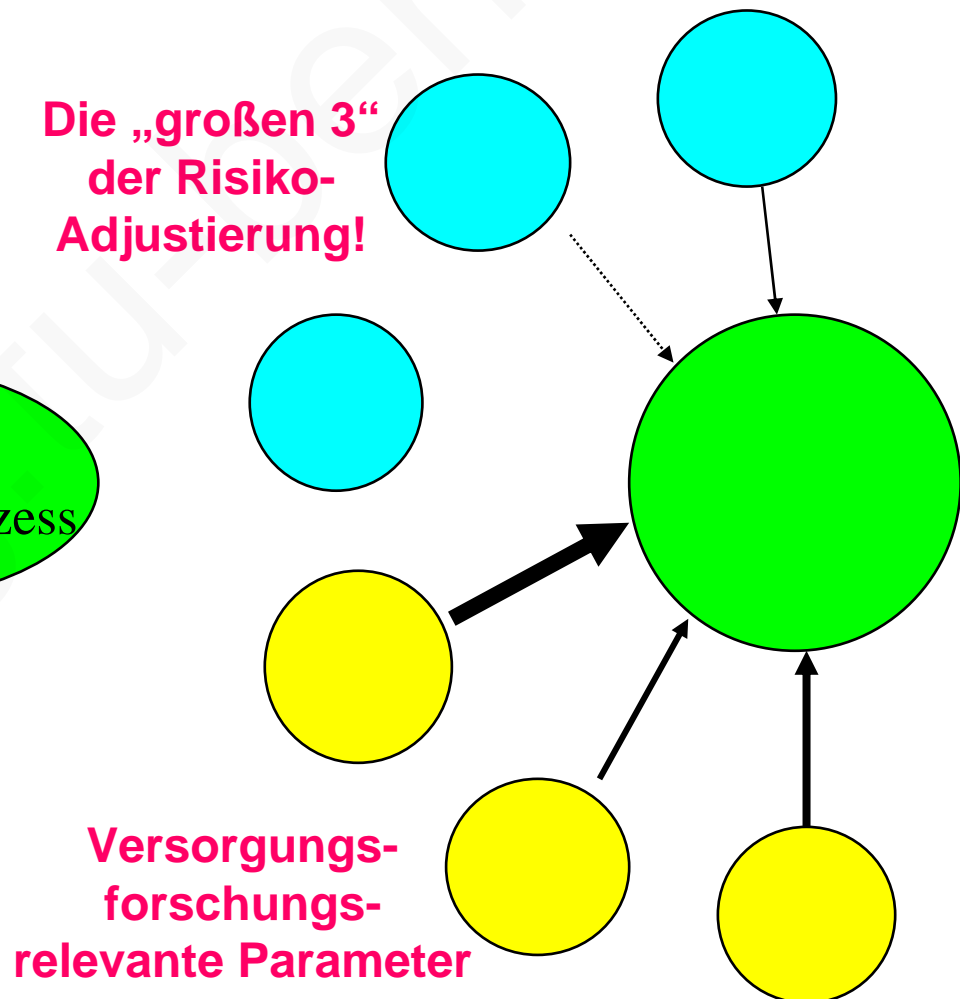 Die „großen 3“
der Risiko-
Adjustierung!
zess
Versorgungs-
forschungs-
relevante Parameter